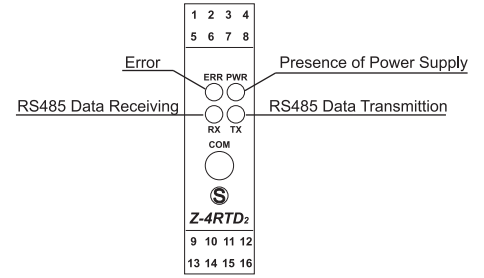 1 2 3 4
5 6 7 8
Error
Presence of Power Supply
ERR PWR
RS485 Data Receiving
RS485 Data Transmittion
RX TX
COM
S
Z-4RTD2
9 10 11 12
13 14 15 16